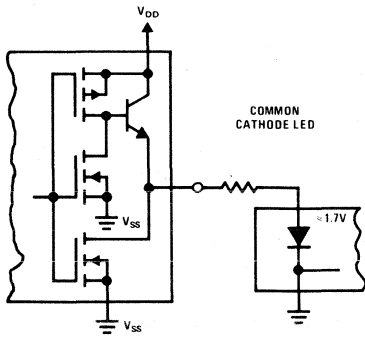 VDD
COMMON
CATHODE LED
≈1.7V
VSS
VSS